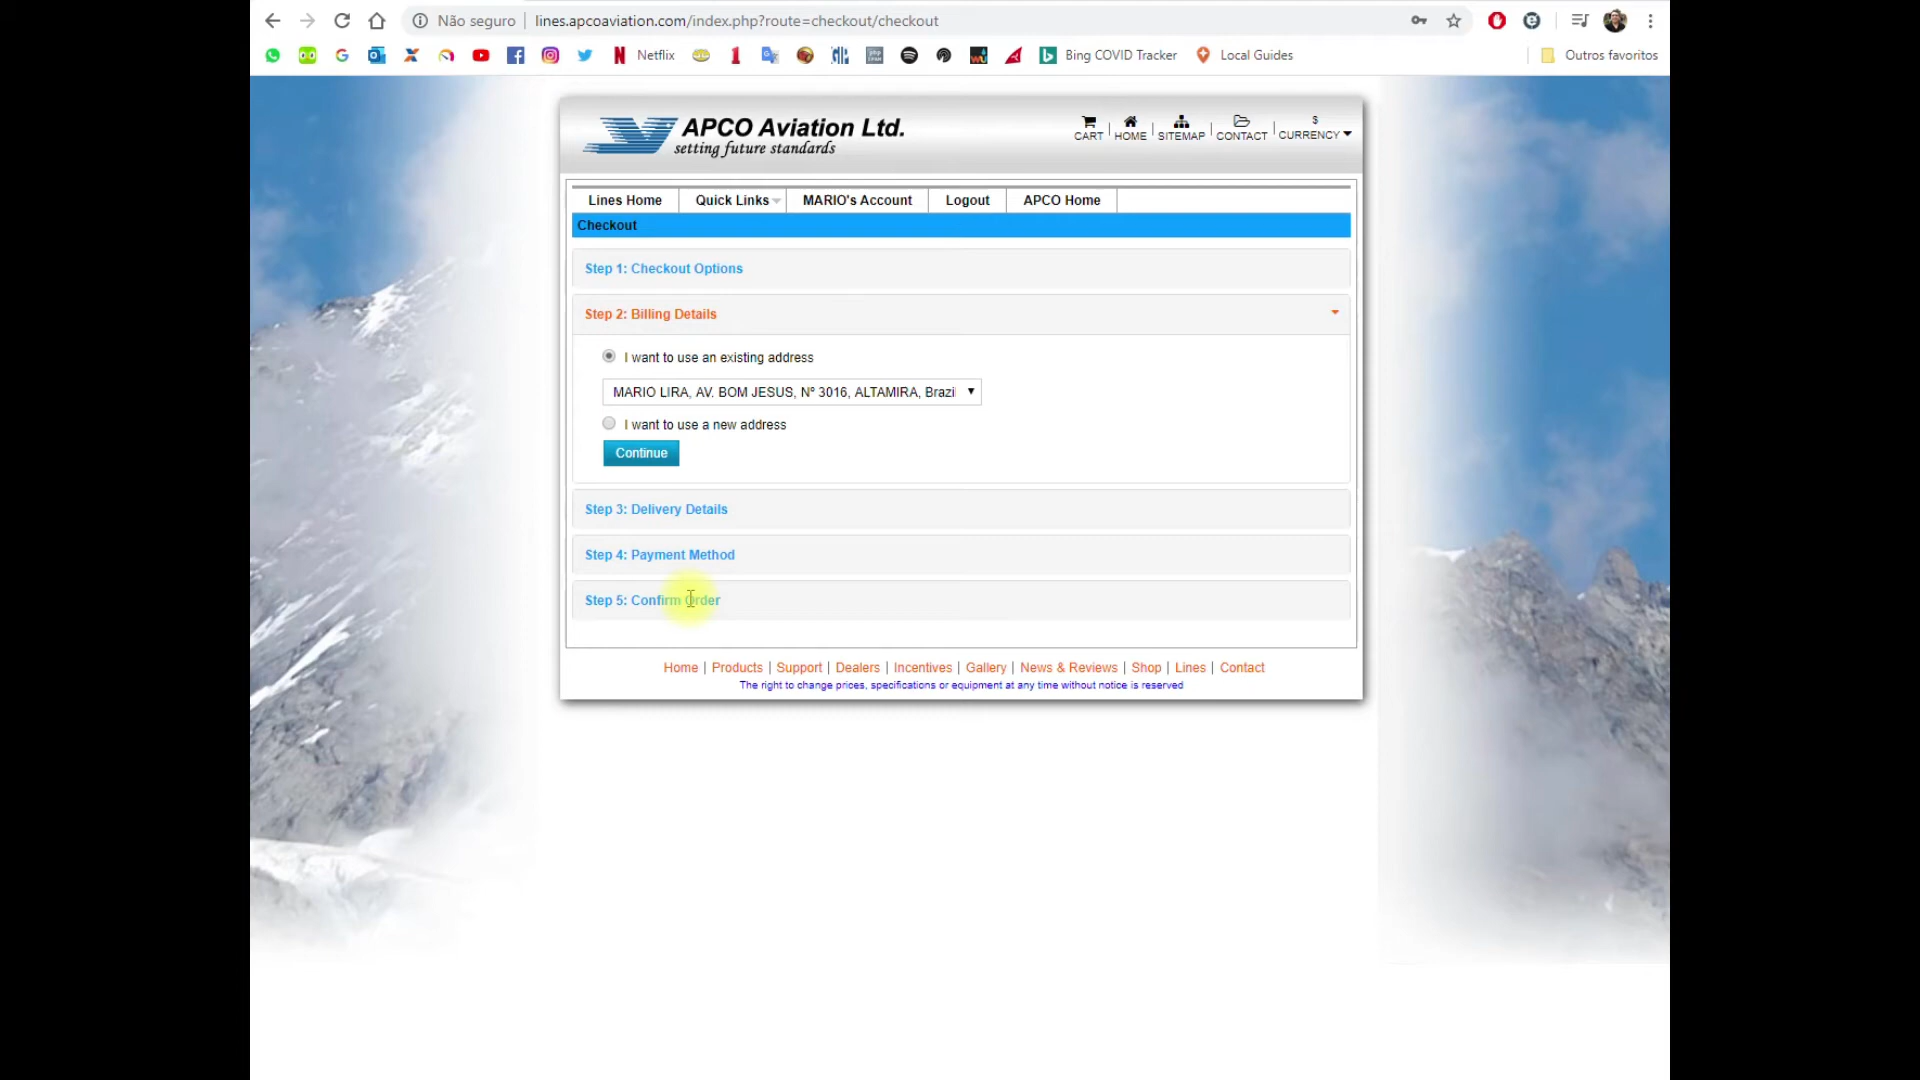 Não seguro lines.apcoaviation.com/index.php?route=checkout/checkout
Netflix Bing COVID Tracker Local Guides Outros favoritos
APCO Aviation Ltd.
setting future standards
CART HOME SITEMAP CONTACT $ CURRENCY
Lines Home Quick Links MARIO's Account Logout APCO Home
Checkout
Step 1: Checkout Options
Step 2: Billing Details
I want to use an existing address
MARIO LIRA, AV. BOM JESUS, Nº 3016, ALTAMIRA, Brazi
I want to use a new address
Continue
Step 3: Delivery Details
Step 4: Payment Method
Step 5: Confirm Order
Home | Products | Support | Dealers | Incentives | Gallery | News & Reviews | Shop | Lines | Contact
The right to change prices, specifications or equipment at any time without notice is reserved